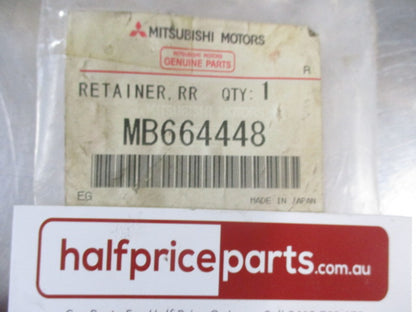 MITSUBISHI MOTORS
MITSUBISHI MOTORS
GENUINE PARTS
R
RETAINER, RR QTY: 1
MB664448
EG MADE IN JAPAN
halfpriceparts.com.au